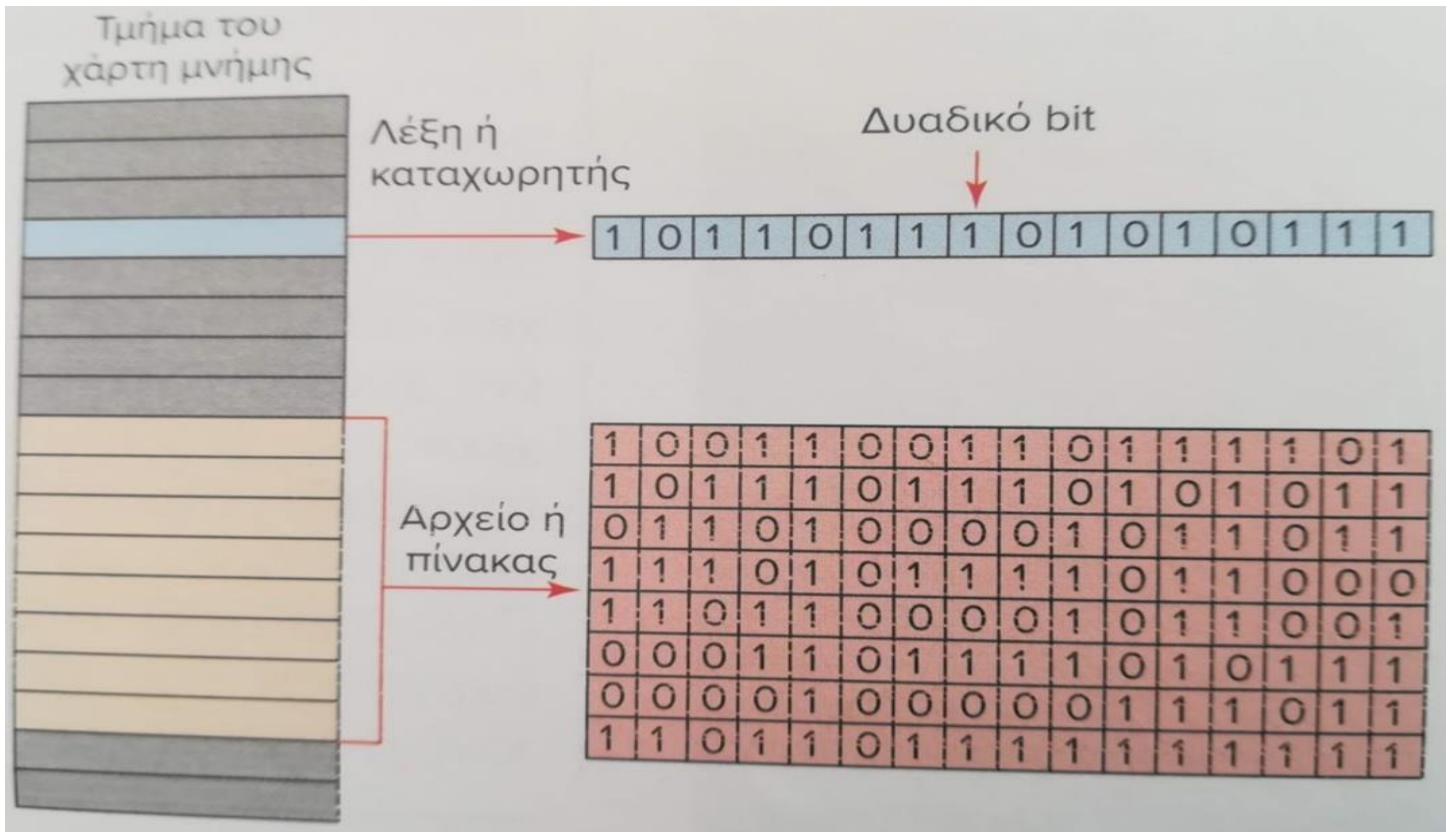 Τμήμα του
χάρτη μνήμης
Λέξη ή
καταχωρητής
Δυαδικό bit
1 0 1 1 0 1 1 1 0 1 0 1 0 1 1 1
Αρχείο ή
πίνακας
1 0 0 1 1 0 0 1 1 0 1 1 1 1 0 1
1 0 1 1 1 0 1 1 1 0 1 0 1 0 1 1
0 1 1 0 1 0 0 0 0 1 0 1 1 0 1 1
1 1 1 0 1 0 1 1 1 1 0 1 1 0 0 0
1 1 0 1 1 0 0 0 0 1 0 1 1 0 0 1
0 0 0 1 1 0 1 1 1 1 0 1 0 1 1 1
0 0 0 0 1 0 0 0 0 0 1 1 1 0 1 1
1 1 0 1 1 0 1 1 1 1 1 1 1 1 1 1